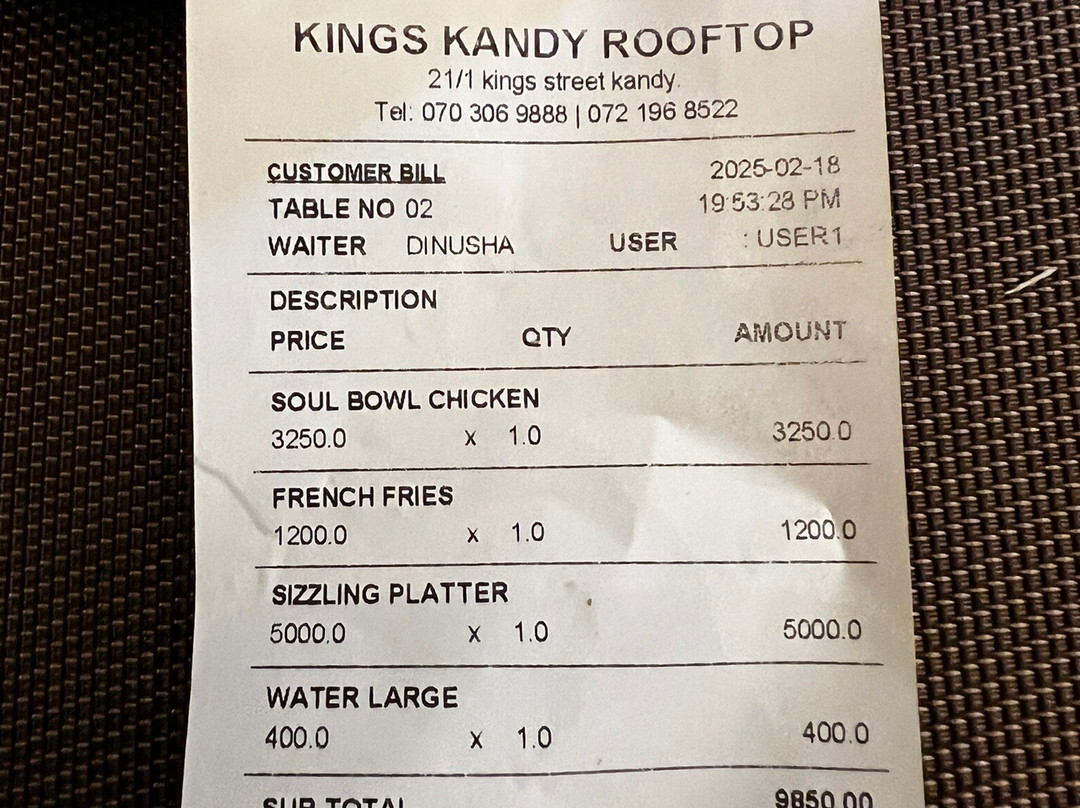 KINGS KANDY ROOFTOP
21/1 kings street kandy.
Tel: 070 306 9888 | 072 196 8522
CUSTOMER BILL 2025-02-18
TABLE NO 02 19:53:28 PM
WAITER DINUSHA USER : USER1
DESCRIPTION
PRICE QTY AMOUNT
SOUL BOWL CHICKEN
3250.0 x 1.0 3250.0
FRENCH FRIES
1200.0 x 1.0 1200.0
SIZZLING PLATTER
5000.0 x 1.0 5000.0
WATER LARGE
400.0 x 1.0 400.0
SUB TOTAL 9850.00